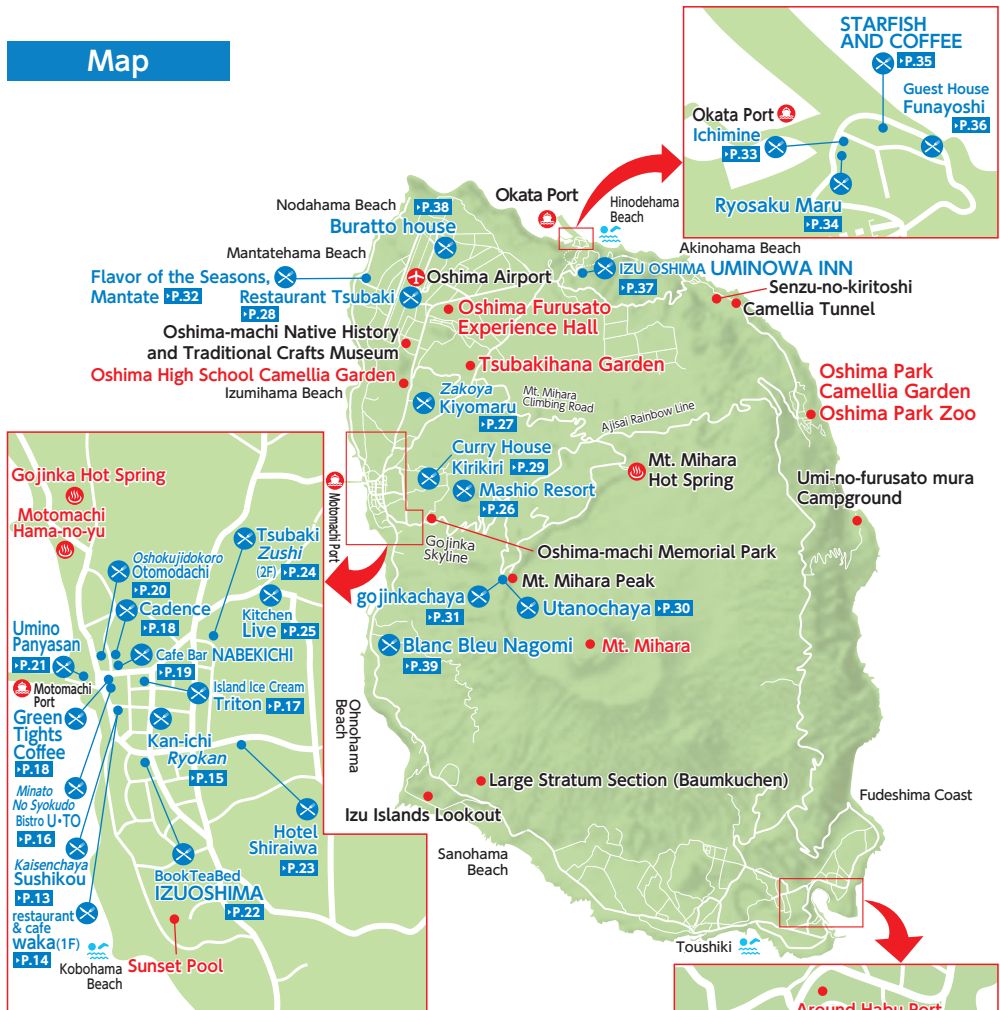 Map
STARFISH
AND COFFEE
▸P.35
Guest House
Funayoshi
▸P.36
Okata Port
Ichimine
▸P.33
Ryosaku Maru
▸P.34
Okata Port
Hinodehama
Beach
Nodahama Beach
▸P.38
Buratto house
Mantatehama Beach
Akinohama Beach
Flavor of the Seasons,
Mantate ▸P.32
Oshima Airport
IZU OSHIMA UMINOWA INN
▸P.37
Restaurant Tsubaki
▸P.28
Senzu-no-kiritoshi
Camellia Tunnel
Oshima Furusato
Experience Hall
Oshima-machi Native History
and Traditional Crafts Museum
Tsubakihana Garden
Oshima High School Camellia Garden
Izumihama Beach
Oshima Park
Camellia Garden
Oshima Park Zoo
Zakoya
Kiyomaru
▸P.27
Mt. Mihara
Climbing Road
Ajisai Rainbow Line
Curry House
Kirikiri ▸P.29
Mashio Resort
▸P.26
Mt. Mihara
Hot Spring
Umi-no-furusato mura
Campground
Motomachi Port
Gojinka
Skyline
Oshima-machi Memorial Park
Mt. Mihara Peak
gojinkachaya
▸P.31
Utanochaya ▸P.30
Blanc Bleu Nagomi
▸P.39
Mt. Mihara
Ohnohama
Beach
Large Stratum Section (Baumkuchen)
Izu Islands Lookout
Fudeshima Coast
Sanohama
Beach
Toushiki
Gojinka Hot Spring
Motomachi
Hama-no-yu
Tsubaki
Zushi
(2F) ▸P.24
Oshokujidokoro
Otomodachi
▸P.20
Cadence
▸P.18
Kitchen
Live ▸P.25
Umino
Panyasan
▸P.21
Cafe Bar NABEKICHI
▸P.19
Motomachi
Port
Island Ice Cream
Triton ▸P.17
Green
Tights
Coffee
▸P.18
Kan-ichi
Ryokan
▸P.15
Minato
No Syokudo
Bistro U・TO
▸P.16
Hotel
Shiraiwa
▸P.23
Kaisenchaya
Sushikou
▸P.13
BookTeaBed
IZUOSHIMA
▸P.22
restaurant
& cafe
waka(1F)
▸P.14
Kobohama
Beach
Sunset Pool
Around Habu Port